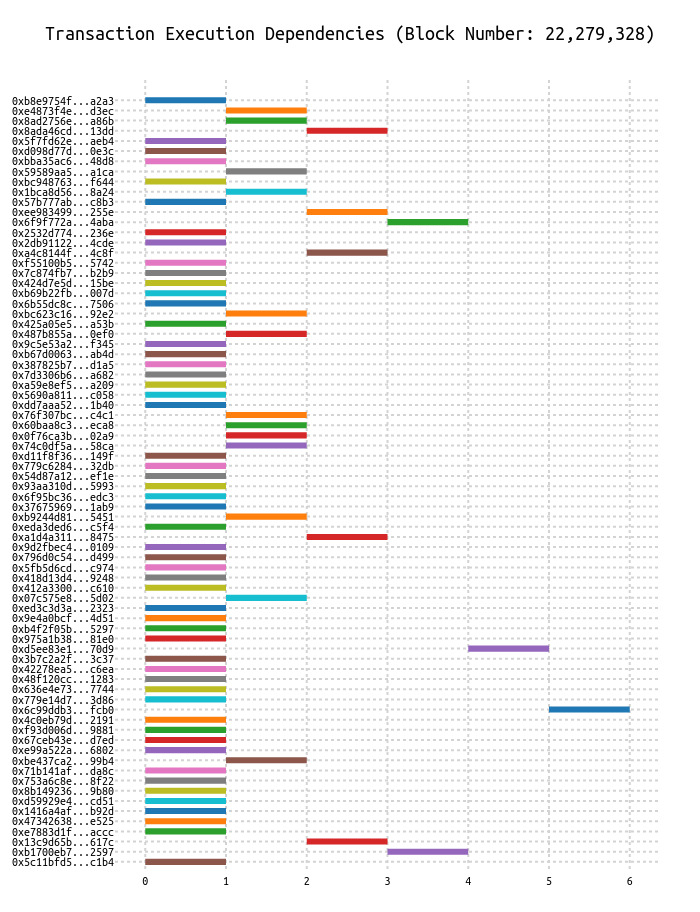 Transaction Execution Dependencies (Block Number: 22,279,328)
0xb8e9754f...a2a3
0xe4873f4e...d3ec
0x8ad2756e...a86b
0x8ada46cd...13dd
0x5f7fd62e...aeb4
0xd098d77d...0e3c
0xbba35ac6...48d8
0x59589aa5...a1ca
0xbc948763...f644
0x1bca8d56...8a24
0x57b777ab...c8b3
0xee983499...255e
0x6f9f772a...4aba
0x2532d774...236e
0x2db91122...4cde
0xa4c8144f...4c8f
0xf55100b5...5742
0x7c874fb7...b2b9
0x424d7e5d...15be
0xb69b22fb...007d
0x6b55dc8c...7506
0xbc623c16...92e2
0x425a05e5...a53b
0x487b855a...0ef0
0x9c5e53a2...f345
0xb67d0063...ab4d
0x387825b7...d1a5
0x7d3306b6...a682
0xa59e8ef5...a209
0x5690a811...c058
0xdd7aaa52...1b40
0x76f307bc...c4c1
0x60baa8c3...eca8
0x0f76ca3b...02a9
0x74c0df5a...58ca
0xd11f8f36...149f
0x779c6284...32db
0x54d87a12...ef1e
0x93aa310d...5993
0x6f95bc36...edc3
0x37675969...1ab9
0xb9244d81...5451
0xeda3ded6...c5f4
0xa1d4a311...8475
0x9d2fbec4...0109
0x796d0c54...d499
0x5fb5d6cd...c974
0x418d13d4...9248
0x412a3300...c610
0x07c575e8...5d02
0xed3c3d3a...2323
0x9e4a0bcf...4d51
0xb4f2f05b...5297
0x975a1b38...81e0
0xd5ee83e1...70d9
0x3b7c2a2f...3c37
0x42278ea5...c6ea
0x48f120cc...1283
0x636e4e73...7744
0x779e14d7...3d86
0x6c99ddb3...fcb0
0x4c0eb79d...2191
0xf93d006d...9881
0x67ceb43e...d7ed
0xe99a522a...6802
0xbe437ca2...99b4
0x71b141af...da8c
0x753a6c8e...8f22
0x8b149236...9b80
0xd59929e4...cd51
0x1416a4af...b92d
0x47342638...e525
0xe7883d1f...accc
0x13c9d65b...617c
0xb1700eb7...2597
0x5c11bfd5...c1b4
0 1 2 3 4 5 6